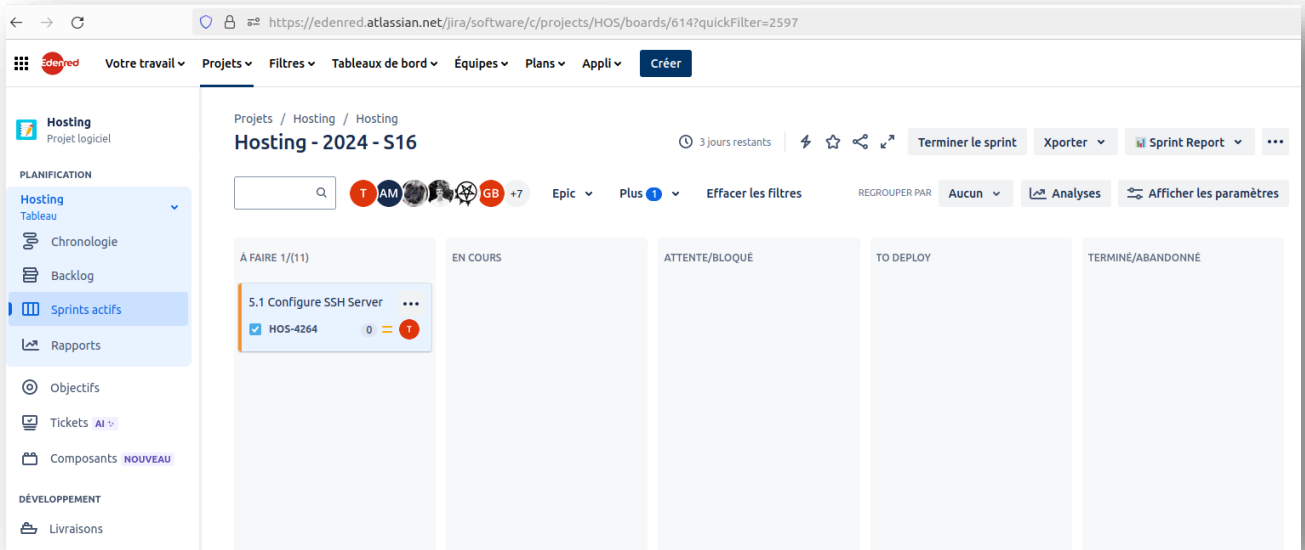 https://edenred.atlassian.net/jira/software/c/projects/HOS/boards/614?quickFilter=2597
Edenred Votre travail Projets Filtres Tableaux de bord Équipes Plans Appli Créer
Hosting
Projet logiciel
PLANIFICATION
Hosting
Tableau
Chronologie
Backlog
Sprints actifs
Rapports
Objectifs
Tickets AI
Composants NOUVEAU
DÉVELOPPEMENT
Livraisons
Projets / Hosting / Hosting
Hosting - 2024 - S16
3 jours restants Terminer le sprint Xporter Sprint Report
T AM GB +7 Epic Plus 1 Effacer les filtres REGROUPER PAR Aucun Analyses Afficher les paramètres
À FAIRE 1/(11) EN COURS ATTENTE/BLOQUÉ TO DEPLOY TERMINÉ/ABANDONNÉ
5.1 Configure SSH Server
HOS-4264 0 T